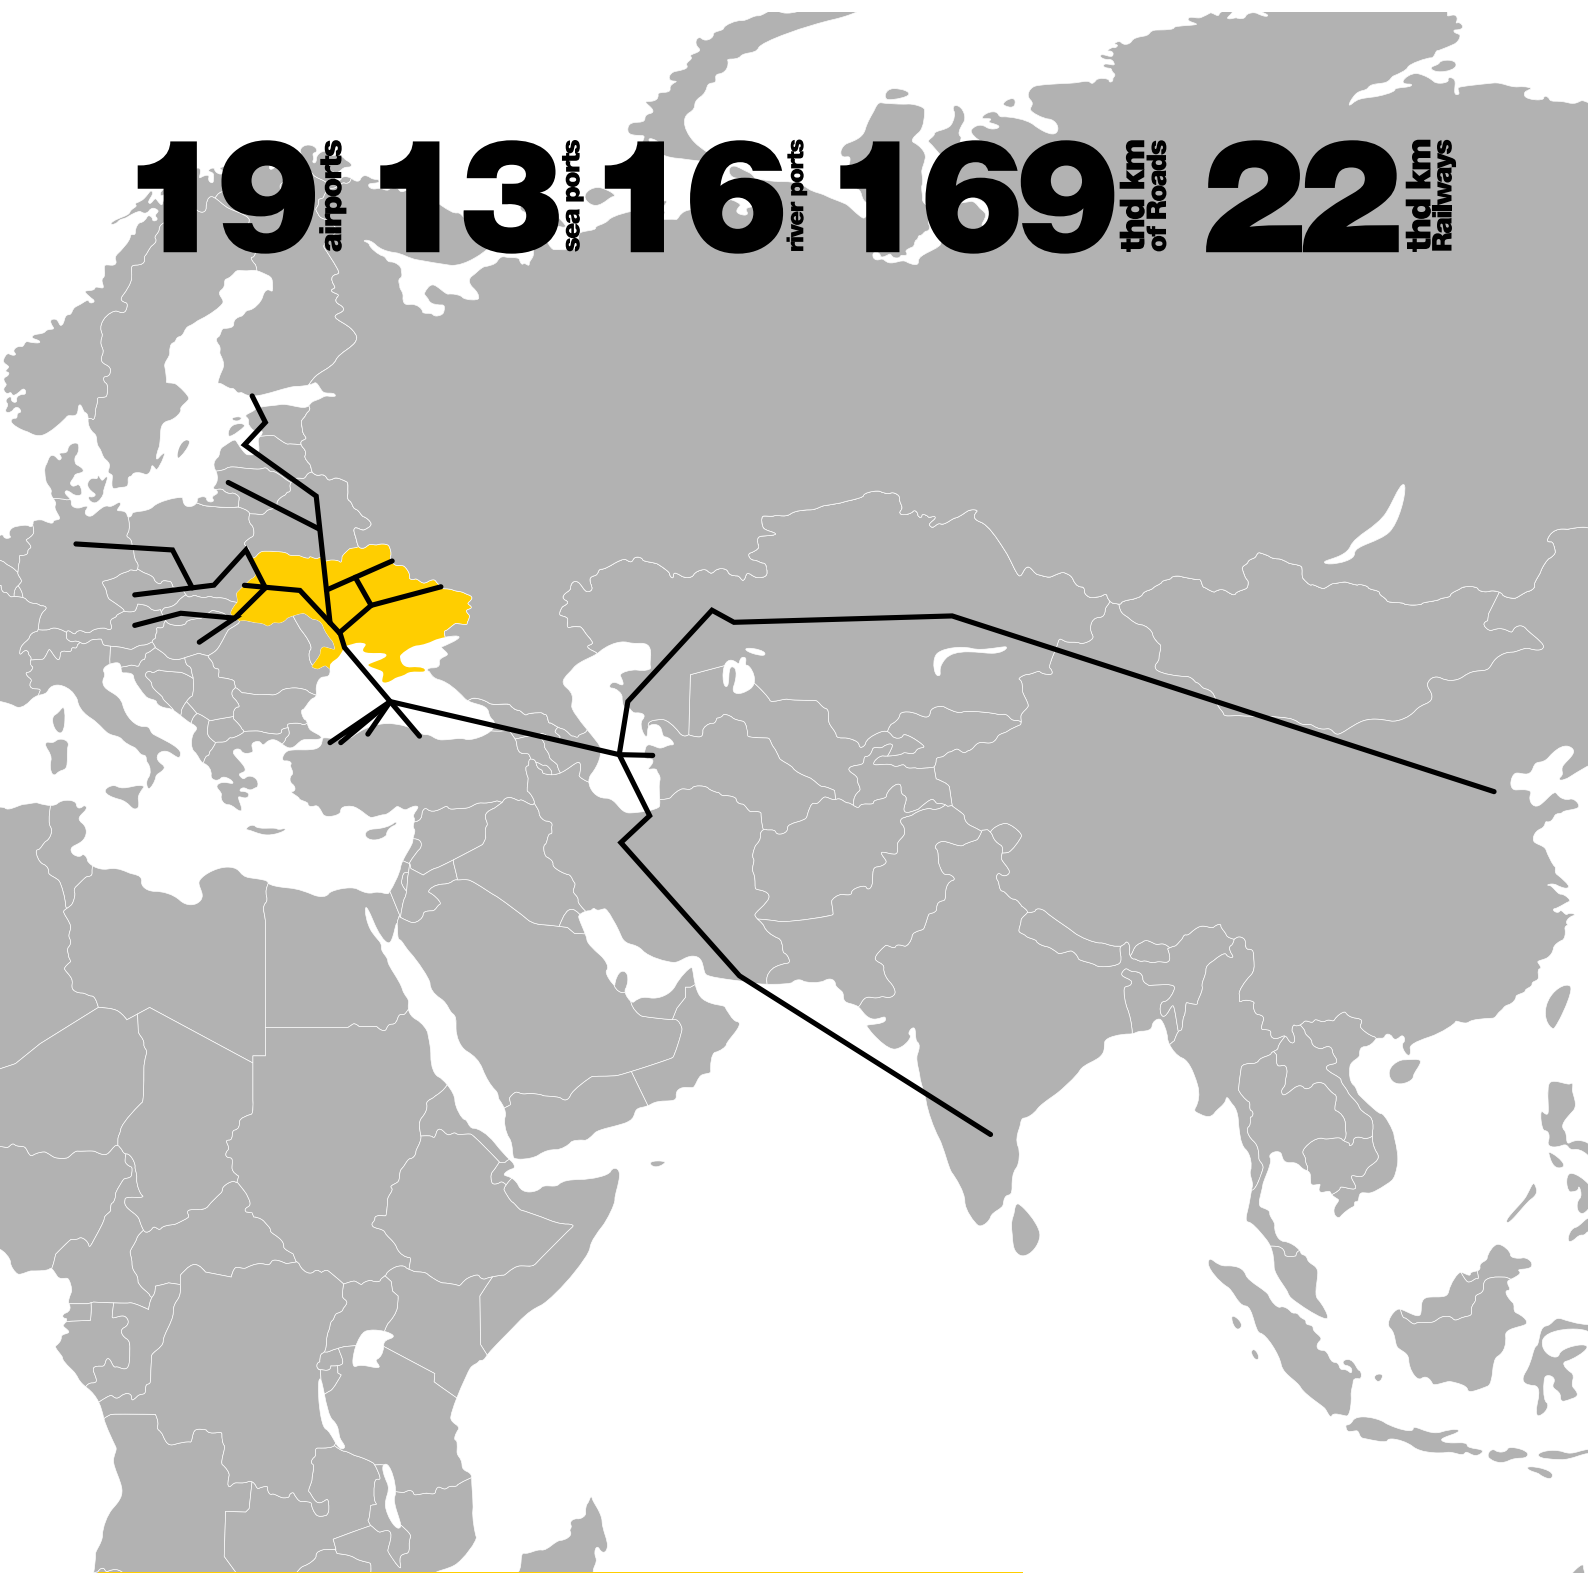 19 airports
13 sea ports
16 river ports
169 thd km
of Roads
22 thd km
Railways